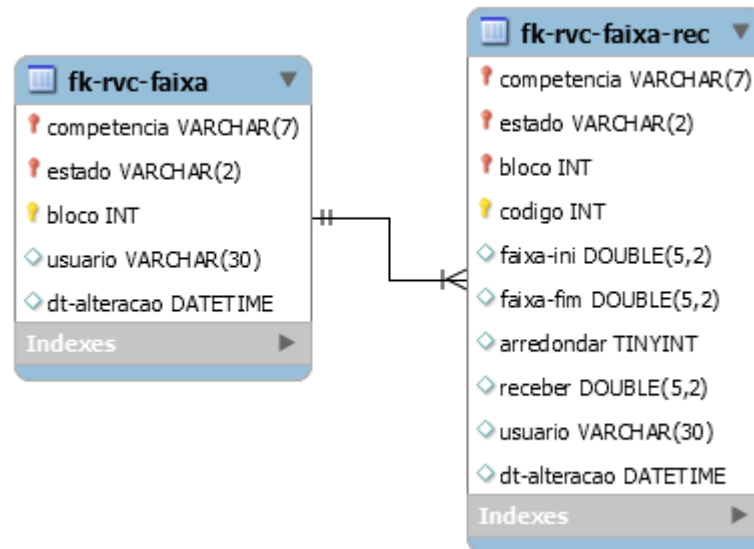 fk-rvc-faixa
competencia VARCHAR(7)
estado VARCHAR(2)
bloco INT
usuario VARCHAR(30)
dt-alteracao DATETIME
Indexes
fk-rvc-faixa-rec
competencia VARCHAR(7)
estado VARCHAR(2)
bloco INT
codigo INT
faixa-ini DOUBLE(5,2)
faixa-fim DOUBLE(5,2)
arredondar TINYINT
receber DOUBLE(5,2)
usuario VARCHAR(30)
dt-alteracao DATETIME
Indexes